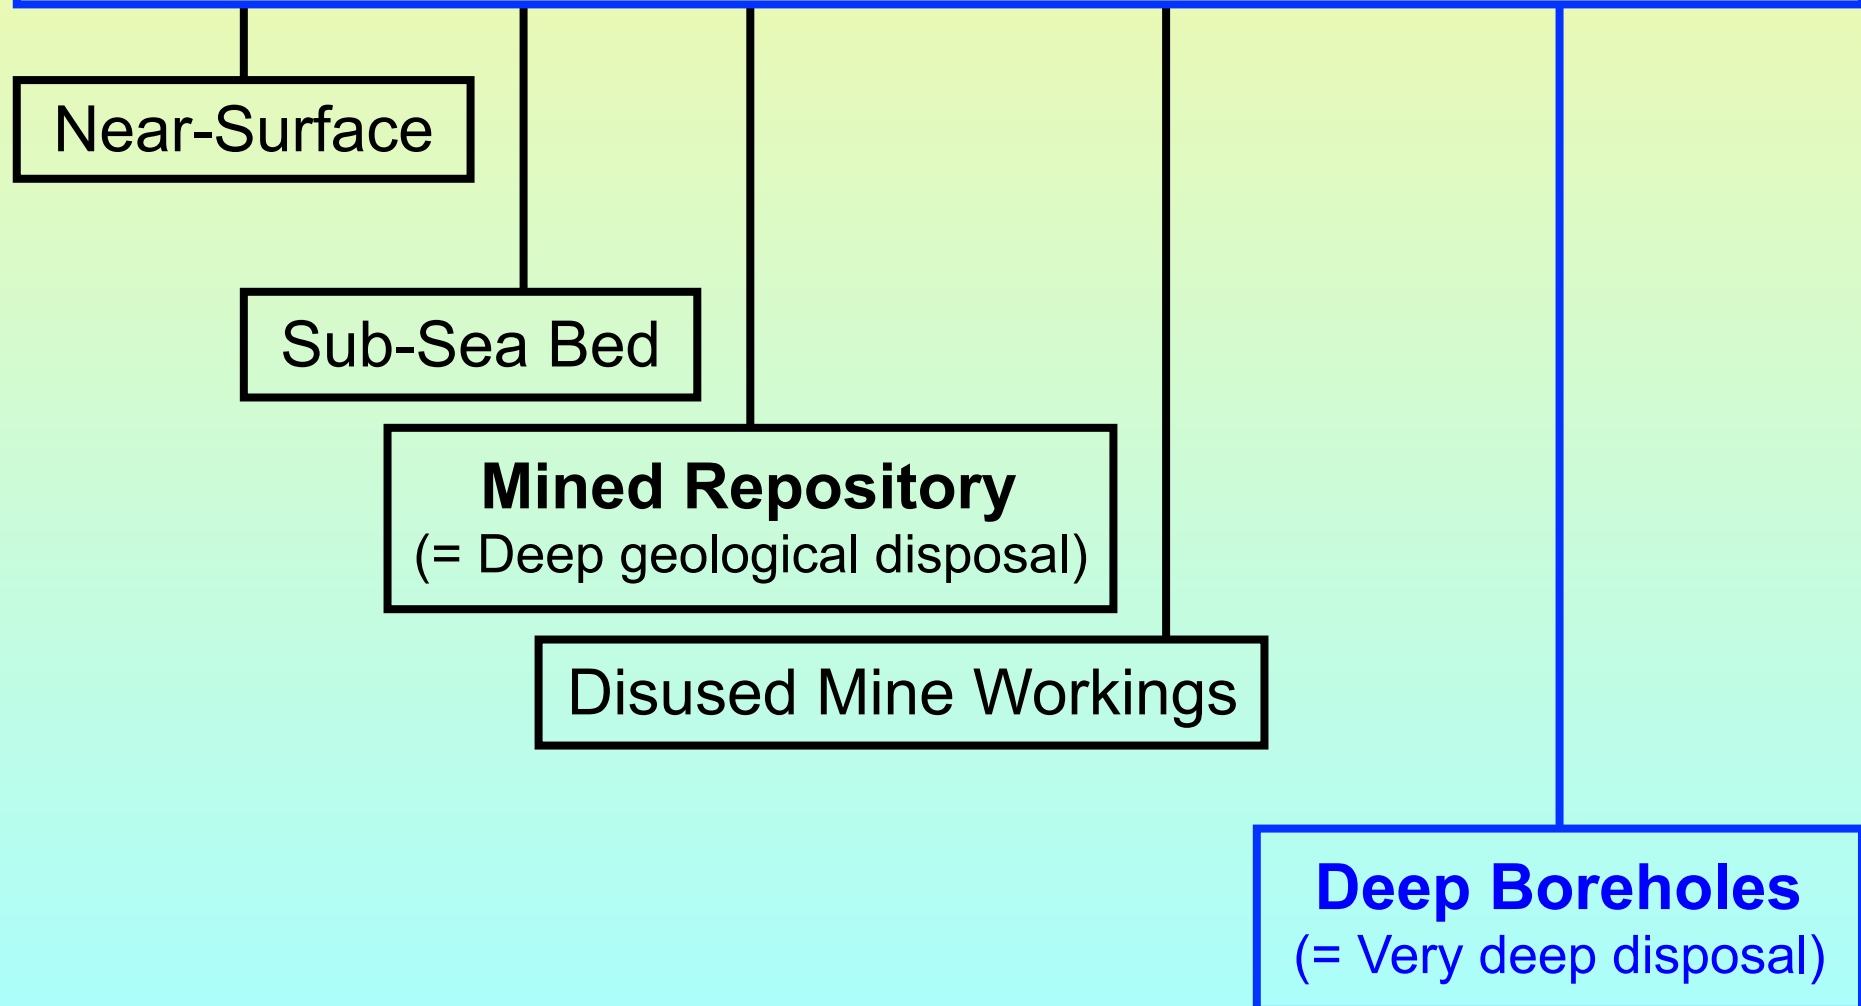 Near-Surface
Sub-Sea Bed
Mined Repository
(= Deep geological disposal)
Disused Mine Workings
Deep Boreholes
(= Very deep disposal)